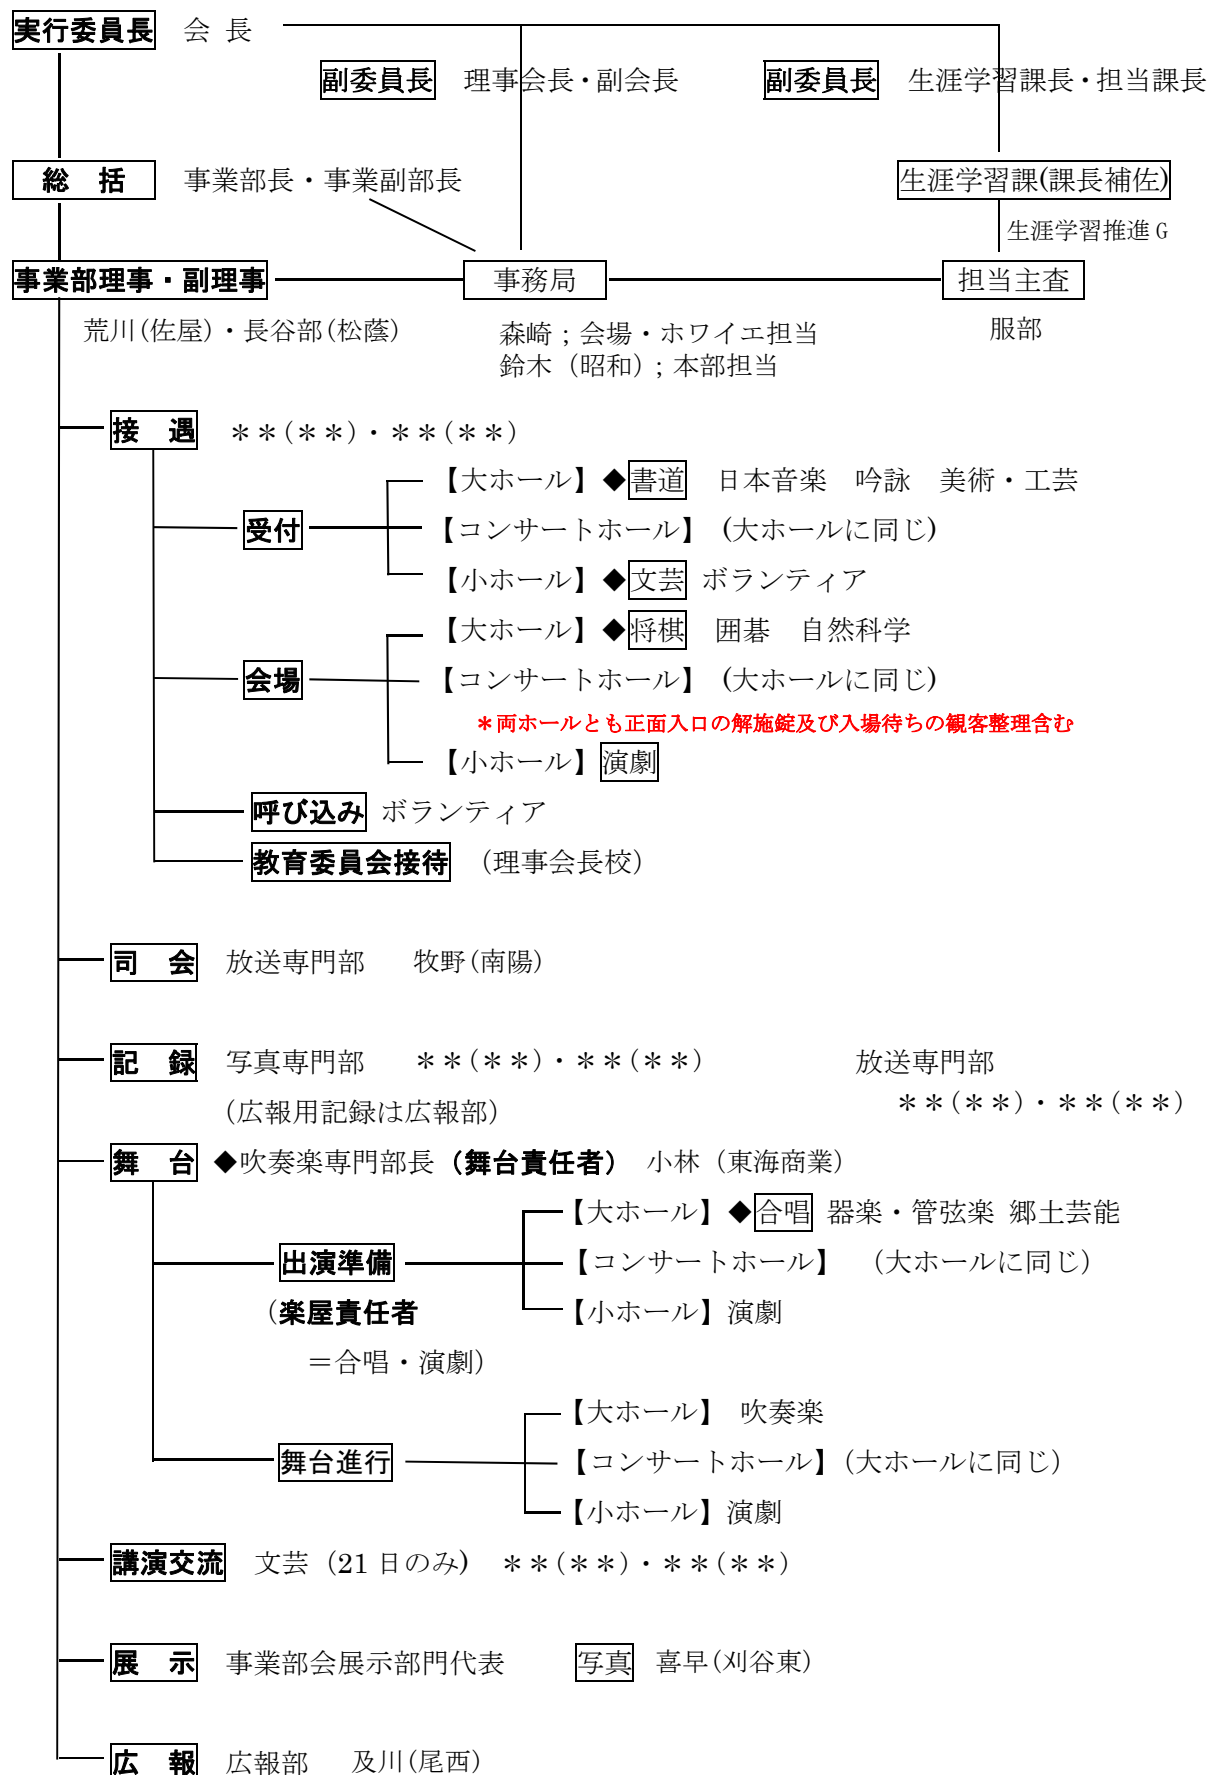 実行委員長 会 長
副委員長 理事会長・副会長 副委員長 生涯学習課長・担当課長
総 括 事業部長・事業副部長 生涯学習課(課長補佐)
生涯学習推進G
事業部理事・副理事 事務局 担当主査
荒川(佐屋)・長谷部(松蔭) 森崎；会場・ホワイエ担当 服部
鈴木（昭和）；本部担当
接 遇 ＊＊(＊＊)・＊＊(＊＊)
【大ホール】◆書道 日本音楽 吟詠 美術・工芸
受付 【コンサートホール】 (大ホールに同じ)
【小ホール】◆文芸 ボランティア
【大ホール】◆将棋 囲碁 自然科学
会場 【コンサートホール】 (大ホールに同じ)
＊両ホールとも正面入口の解施錠及び入場待ちの観客整理含む
【小ホール】演劇
呼び込み ボランティア
教育委員会接待 （理事会長校）
司 会 放送専門部 牧野(南陽)
記 録 写真専門部 ＊＊(＊＊)・＊＊(＊＊) 放送専門部
(広報用記録は広報部) ＊＊(＊＊)・＊＊(＊＊)
舞 台 ◆吹奏楽専門部長（舞台責任者） 小林（東海商業）
【大ホール】◆合唱 器楽・管弦楽 郷土芸能
出演準備 【コンサートホール】 （大ホールに同じ）
（楽屋責任者 【小ホール】演劇
＝合唱・演劇）
【大ホール】 吹奏楽
舞台進行 【コンサートホール】（大ホールに同じ）
【小ホール】演劇
講演交流 文芸（21日のみ) ＊＊(＊＊)・＊＊(＊＊)
展 示 事業部会展示部門代表 写真 喜早(刈谷東)
広 報 広報部 及川(尾西)